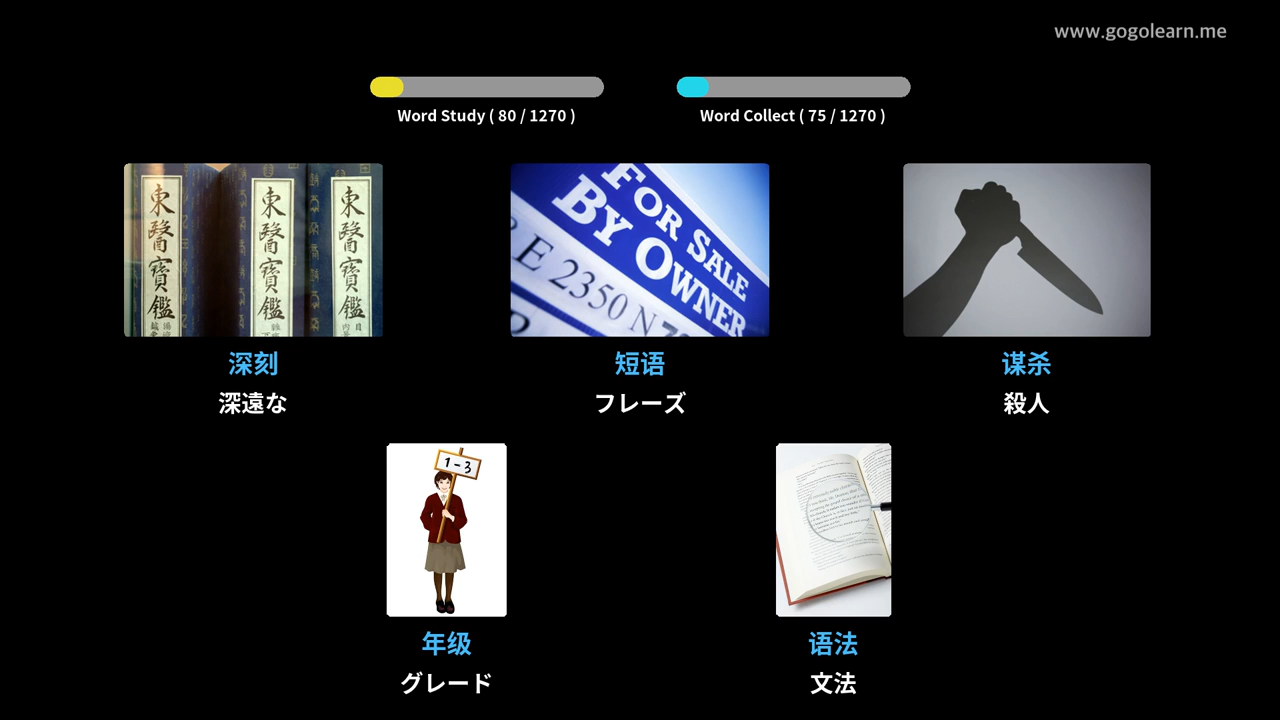 www.gogolearn.me
Word Study ( 80 / 1270 )
Word Collect ( 75 / 1270 )
東醫寶鑑
東醫寶鑑
東醫寶鑑
FOR SALE
BY OWNER
E 2350 N
深刻
短语
谋杀
深遠な
フレーズ
殺人
1-3
年级
语法
グレード
文法